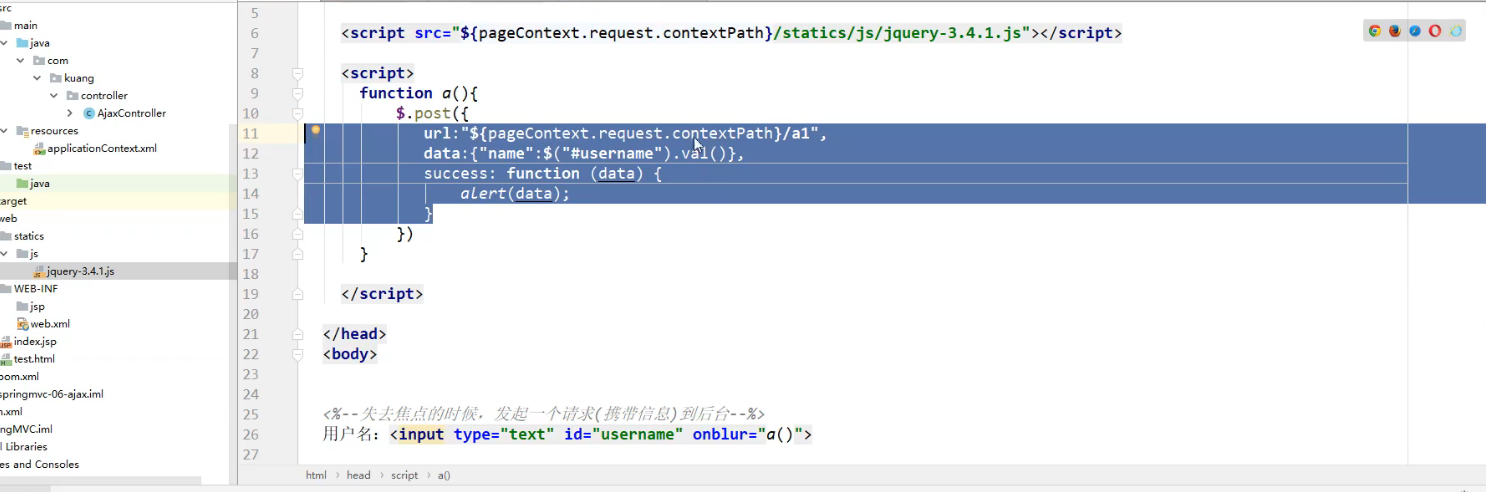 src
main
java
com
kuang
controller
AjaxController
resources
applicationContext.xml
test
java
target
web
statics
js
jquery-3.4.1.js
WEB-INF
jsp
web.xml
index.jsp
test.html
pom.xml
springmvc-06-ajax.iml
n.xml
ngMVC.iml
l Libraries
es and Consoles
5
6 <script src="${pageContext.request.contextPath}/statics/js/jquery-3.4.1.js"></script>
7
8 <script>
9 function a(){
10 $.post({
11 url:"${pageContext.request.contextPath}/a1",
12 data:{"name":$("#username").val()},
13 success: function (data) {
14 alert(data);
15 }
16 })
17 }
18
19 </script>
20
21 </head>
22 <body>
23
24
25 <%--失去焦点的时候，发起一个请求(携带信息)到后台--%>
26 用户名：<input type="text" id="username" onblur="a()">
27
html › head › script › a()